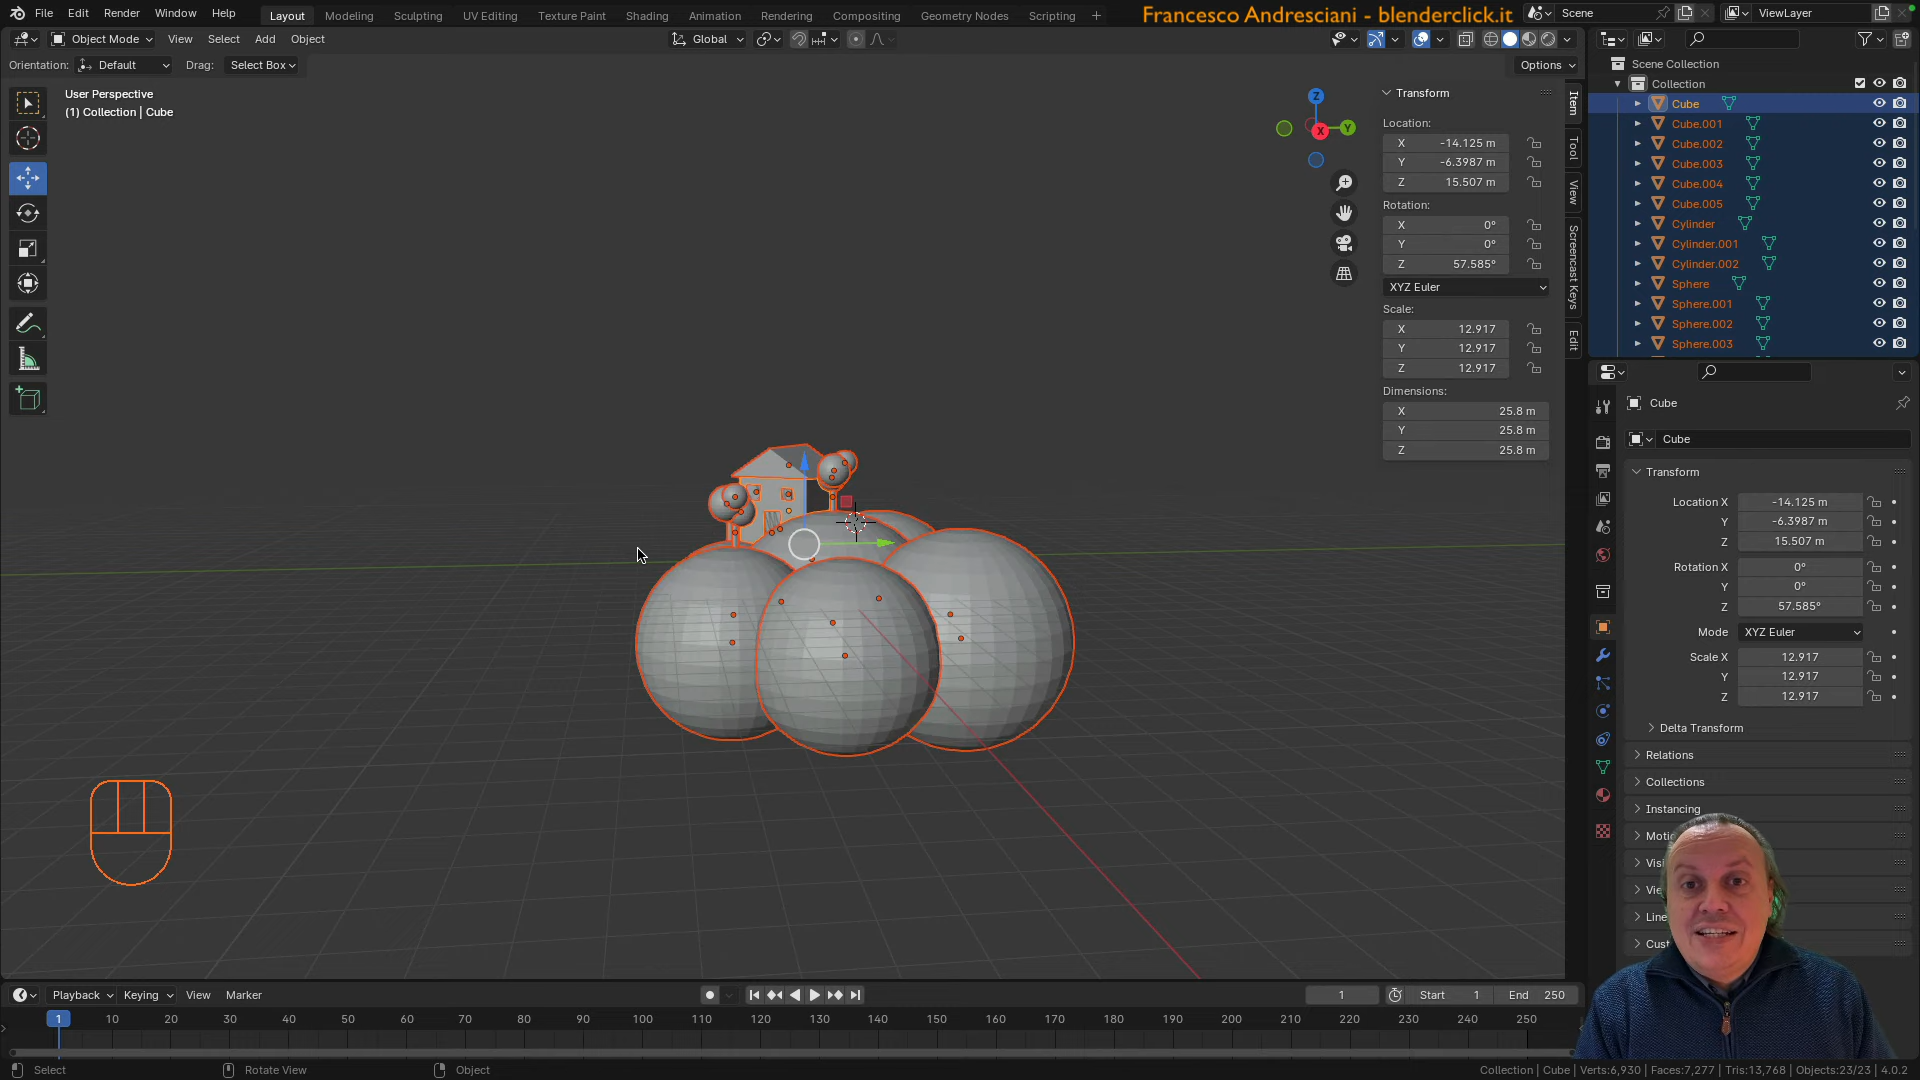 File Edit Render Window Help Layout Modeling Sculpting UV Editing Texture Paint Shading Animation Rendering Compositing Geometry Nodes Scripting
Francesco Andresciani - blenderclick.it
Scene ViewLayer
Object Mode View Select Add Object Global
Orientation: Default Drag: Select Box Options
User Perspective
(1) Collection | Cube
Z
Y
X
Transform
Location:
X -14.125 m
Y -6.3987 m
Z 15.507 m
Rotation:
X 0°
Y 0°
Z 57.585°
XYZ Euler
Scale:
X 12.917
Y 12.917
Z 12.917
Dimensions:
X 25.8 m
Y 25.8 m
Z 25.8 m
Item
Tool
View
Screencast Keys
Edit
Scene Collection
Collection
Cube
Cube.001
Cube.002
Cube.003
Cube.004
Cube.005
Cylinder
Cylinder.001
Cylinder.002
Sphere
Sphere.001
Sphere.002
Sphere.003
Cube
Cube
Transform
Location X -14.125 m
Y -6.3987 m
Z 15.507 m
Rotation X 0°
Y 0°
Z 57.585°
Mode XYZ Euler
Scale X 12.917
Y 12.917
Z 12.917
Delta Transform
Relations
Collections
Instancing
Moti
Visi
Vie
Line
Cust
Playback Keying View Marker 1 Start 1 End 250
1 10 20 30 40 50 60 70 80 90 100 110 120 130 140 150 160 170 180 190 200 210 220 230 240 250
Select Rotate View Object Collection | Cube | Verts:6,930 | Faces:7,277 | Tris:13,768 | Objects:23/23 | 4.0.2